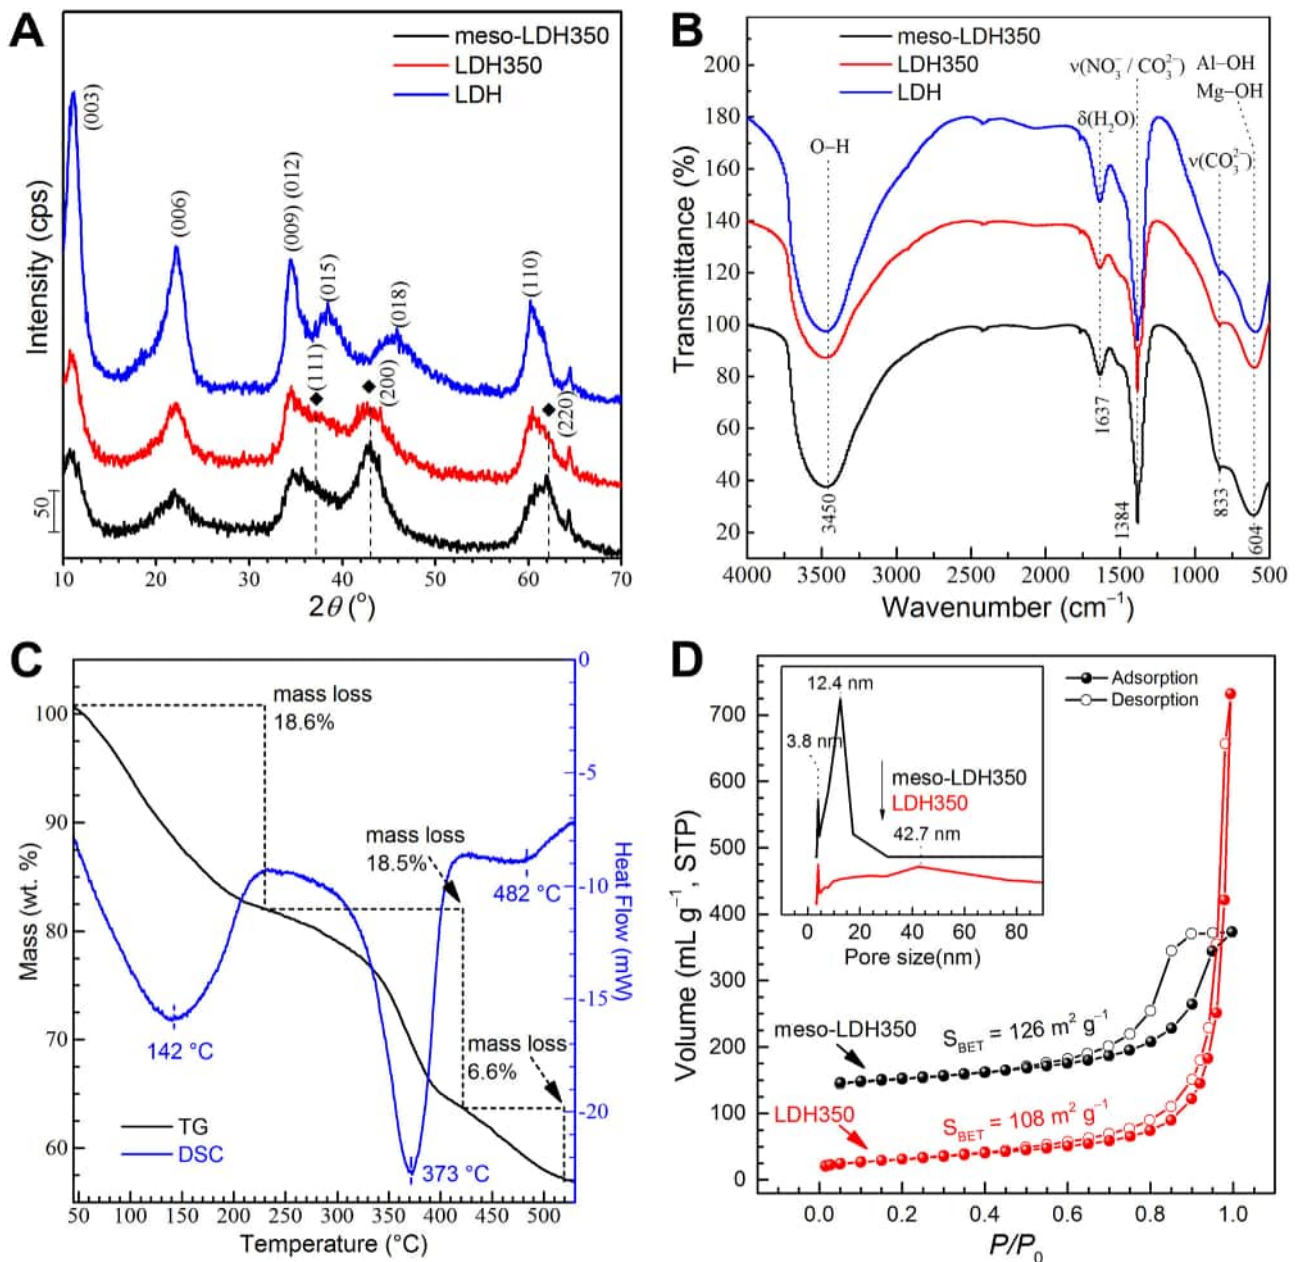 A
meso-LDH350
LDH350
LDH
(003)
(006)
(009) (012)
(015)
(018)
(110)
◆(111)
◆
(200)
◆
(220)
50
Intensity (cps)
10 20 30 40 50 60 70
2θ (°)
B
meso-LDH350
LDH350
LDH
ν(NO₃⁻ / CO₃²⁻)
Al–OH
Mg–OH
δ(H₂O)
O–H
ν(CO₃²⁻)
200
180
160
140
120
100
80
60
40
20
3450
1637
1384
833
604
Transmittance (%)
4000 3500 3000 2500 2000 1500 1000 500
Wavenumber (cm⁻¹)
C
mass loss
18.6%
mass loss
18.5%
mass loss
6.6%
482 °C
142 °C
373 °C
TG
DSC
100
90
80
70
60
Mass (wt. %)
0
-5
-10
-15
-20
Heat Flow (mW)
50 100 150 200 250 300 350 400 450 500
Temperature (°C)
D
Adsorption
Desorption
12.4 nm
3.8 nm
meso-LDH350
LDH350
42.7 nm
0 20 40 60 80
Pore size(nm)
meso-LDH350
S_BET = 126 m² g⁻¹
LDH350
S_BET = 108 m² g⁻¹
700
600
500
400
300
200
100
0
Volume (mL g⁻¹, STP)
0.0 0.2 0.4 0.6 0.8 1.0
P/P₀